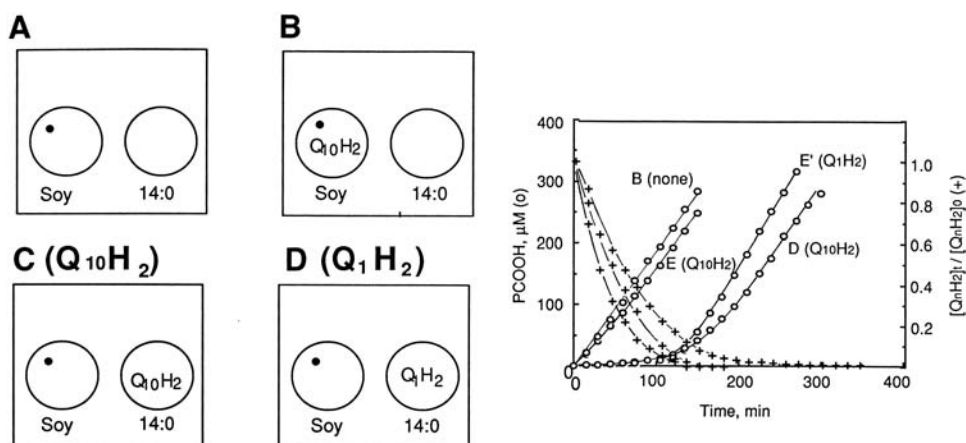 A
B
Q10H2
Soy
14:0
Soy
14:0
C (Q10H2)
D (Q1H2)
Q10H2
Q1H2
Soy
14:0
Soy
14:0
400
300
200
100
0
PCOOH, µM (o)
B (none)
E' (Q1H2)
E (Q10H2)
D (Q10H2)
1.0
0.8
0.6
0.4
0.2
[QnH2]t / [QnH2]0 (+)
0
100
200
300
400
Time, min